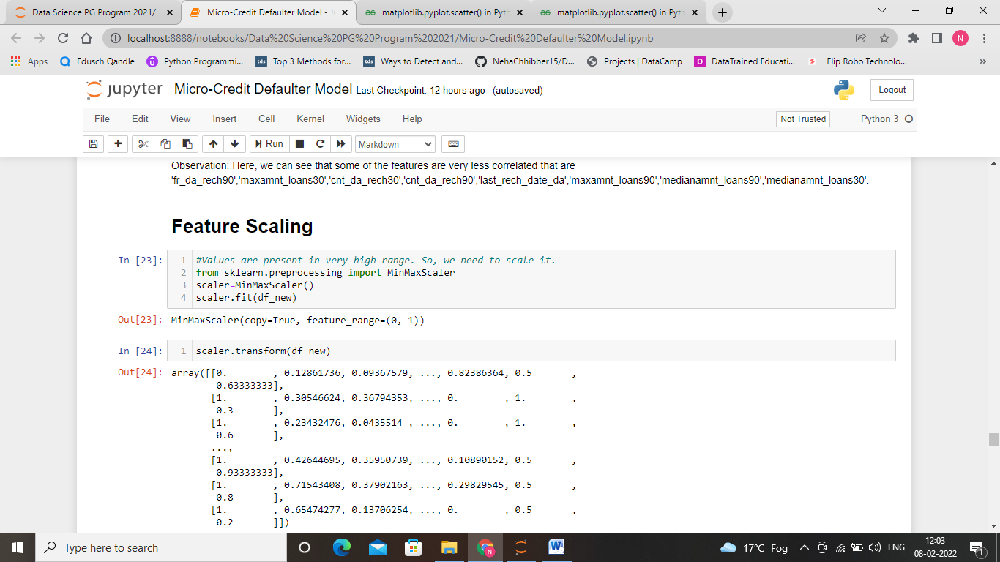 Data Science PG Program 2021/
Micro-Credit Defaulter Model - Ju
matplotlib.pyplot.scatter() in Pyth
matplotlib.pyplot.scatter() in Pyth
localhost:8888/notebooks/Data%20Science%20PG%20Program%202021/Micro-Credit%20Defaulter%20Model.ipynb
N
Apps Edusch Qandle Python Programmi... tds Top 3 Methods for... tds Ways to Detect and... NehaChhibber15/D... Projects | DataCamp D DataTrained Educati... Flip Robo Technolo... »
jupyter Micro-Credit Defaulter Model Last Checkpoint: 12 hours ago (autosaved) Logout
File Edit View Insert Cell Kernel Widgets Help Not Trusted Python 3
Run Markdown
Observation: Here, we can see that some of the features are very less correlated that are
'fr_da_rech90','maxamnt_loans30','cnt_da_rech30','cnt_da_rech90','last_rech_date_da','maxamnt_loans90','medianamnt_loans90','medianamnt_loans30'.
Feature Scaling
In [23]: 1 #Values are present in very high range. So, we need to scale it.
2 from sklearn.preprocessing import MinMaxScaler
3 scaler=MinMaxScaler()
4 scaler.fit(df_new)
Out[23]: MinMaxScaler(copy=True, feature_range=(0, 1))
In [24]: 1 scaler.transform(df_new)
Out[24]: array([[0. , 0.12861736, 0.09367579, ..., 0.82386364, 0.5 ,
0.63333333],
[1. , 0.30546624, 0.36794353, ..., 0. , 1. ,
0.3 ],
[1. , 0.23432476, 0.0435514 , ..., 0. , 1. ,
0.6 ],
...,
[1. , 0.42644695, 0.35950739, ..., 0.10890152, 0.5 ,
0.93333333],
[1. , 0.71543408, 0.37902163, ..., 0.29829545, 0.5 ,
0.8 ],
[1. , 0.65474277, 0.13706254, ..., 0. , 0.5 ,
0.2 ]])
Type here to search
N
W
17°C Fog
ENG
12:03
08-02-2022
1